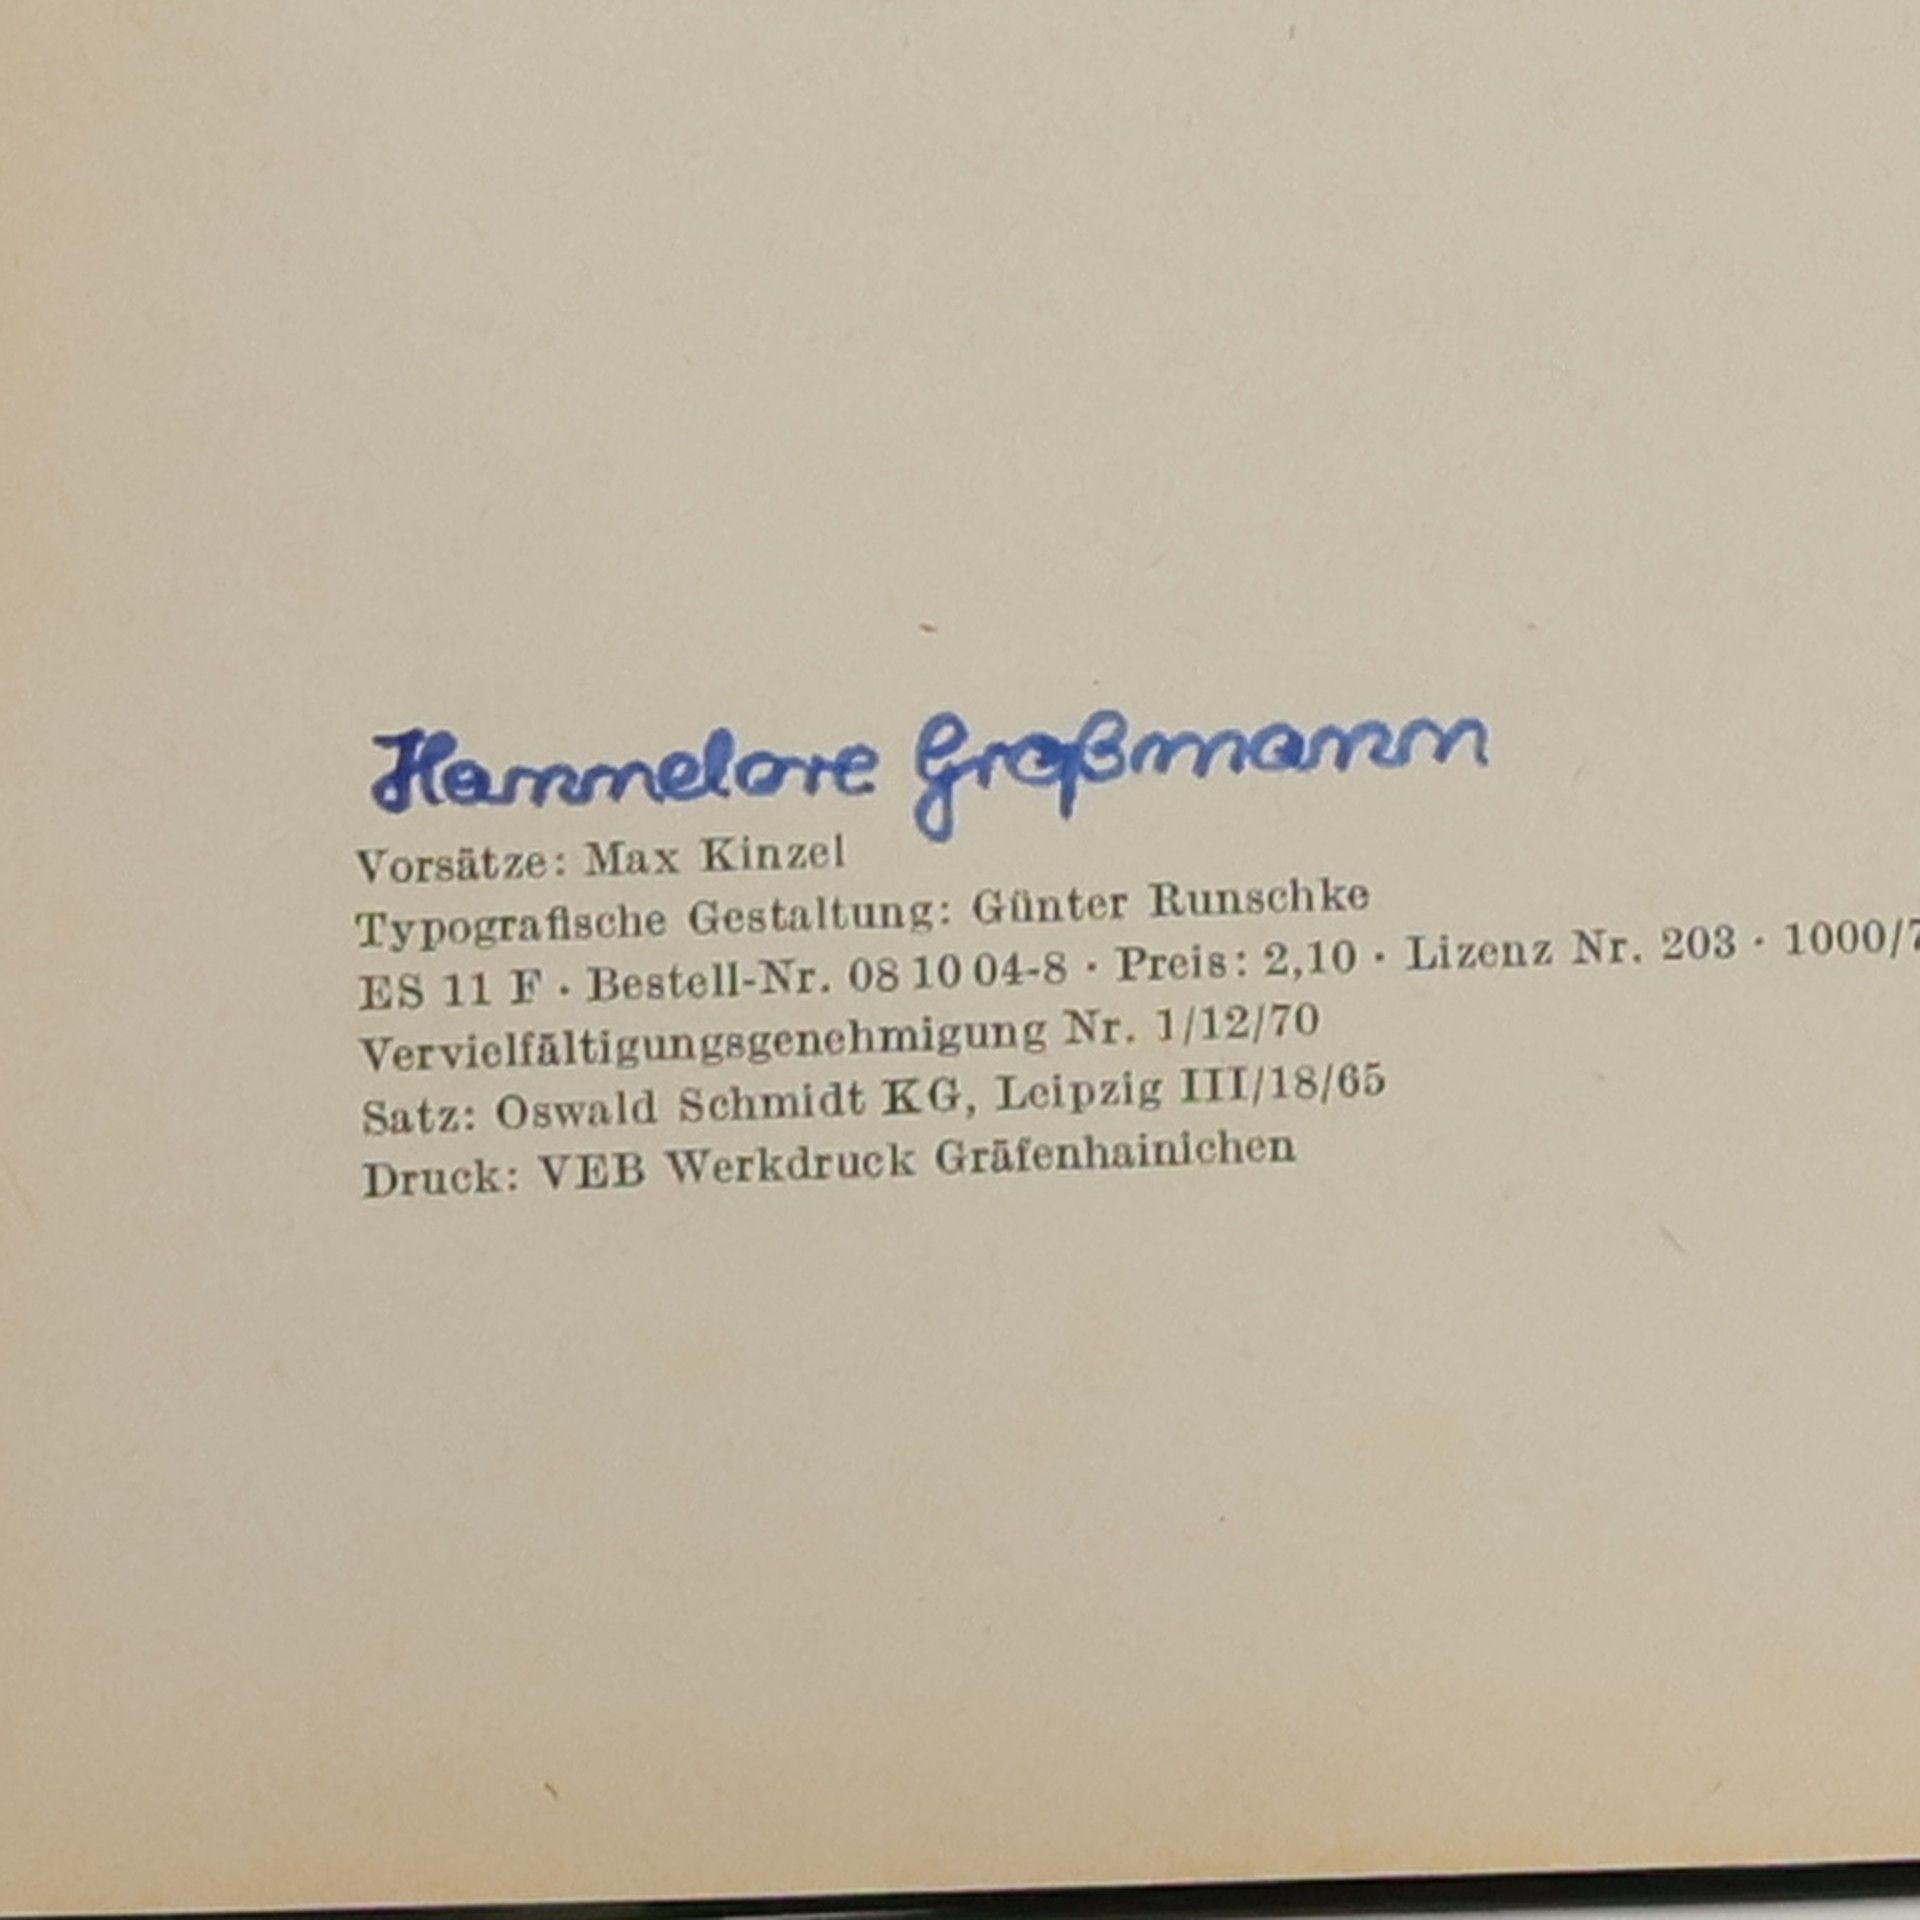 Hannelore Großmann
Vorsätze: Max Kinzel
Typografische Gestaltung: Günter Runschke
ES 11 F · Bestell-Nr. 08 10 04-8 · Preis: 2,10 · Lizenz Nr. 203 · 1000/7
Vervielfältigungsgenehmigung Nr. 1/12/70
Satz: Oswald Schmidt KG, Leipzig III/18/65
Druck: VEB Werkdruck Gräfenhainichen